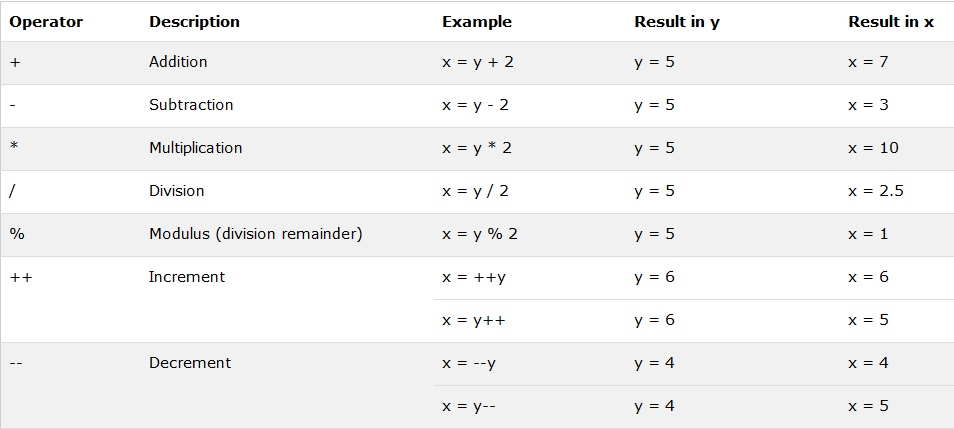 Operator Description Example Result in y Result in x
+ Addition x = y + 2 y = 5 x = 7
- Subtraction x = y - 2 y = 5 x = 3
* Multiplication x = y * 2 y = 5 x = 10
/ Division x = y / 2 y = 5 x = 2.5
% Modulus (division remainder) x = y % 2 y = 5 x = 1
++ Increment x = ++y y = 6 x = 6
x = y++ y = 6 x = 5
-- Decrement x = --y y = 4 x = 4
x = y-- y = 4 x = 5